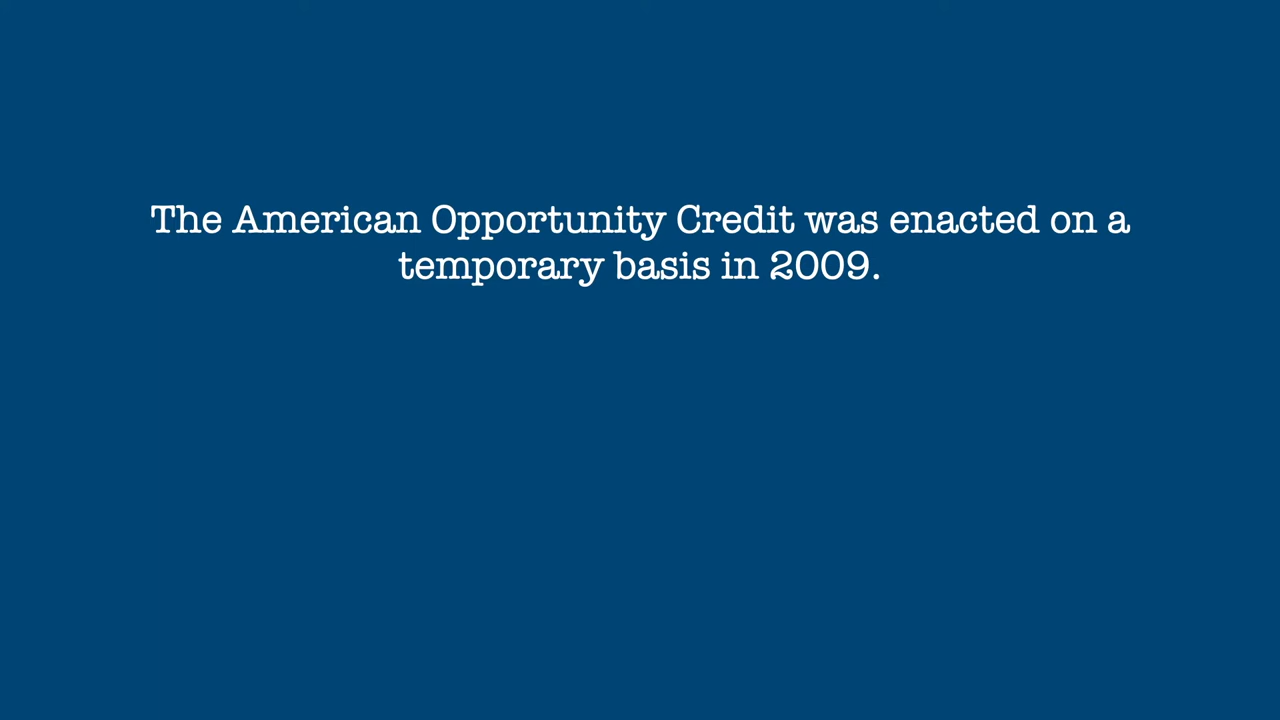 The American Opportunity Credit was enacted on a
temporary basis in 2009.